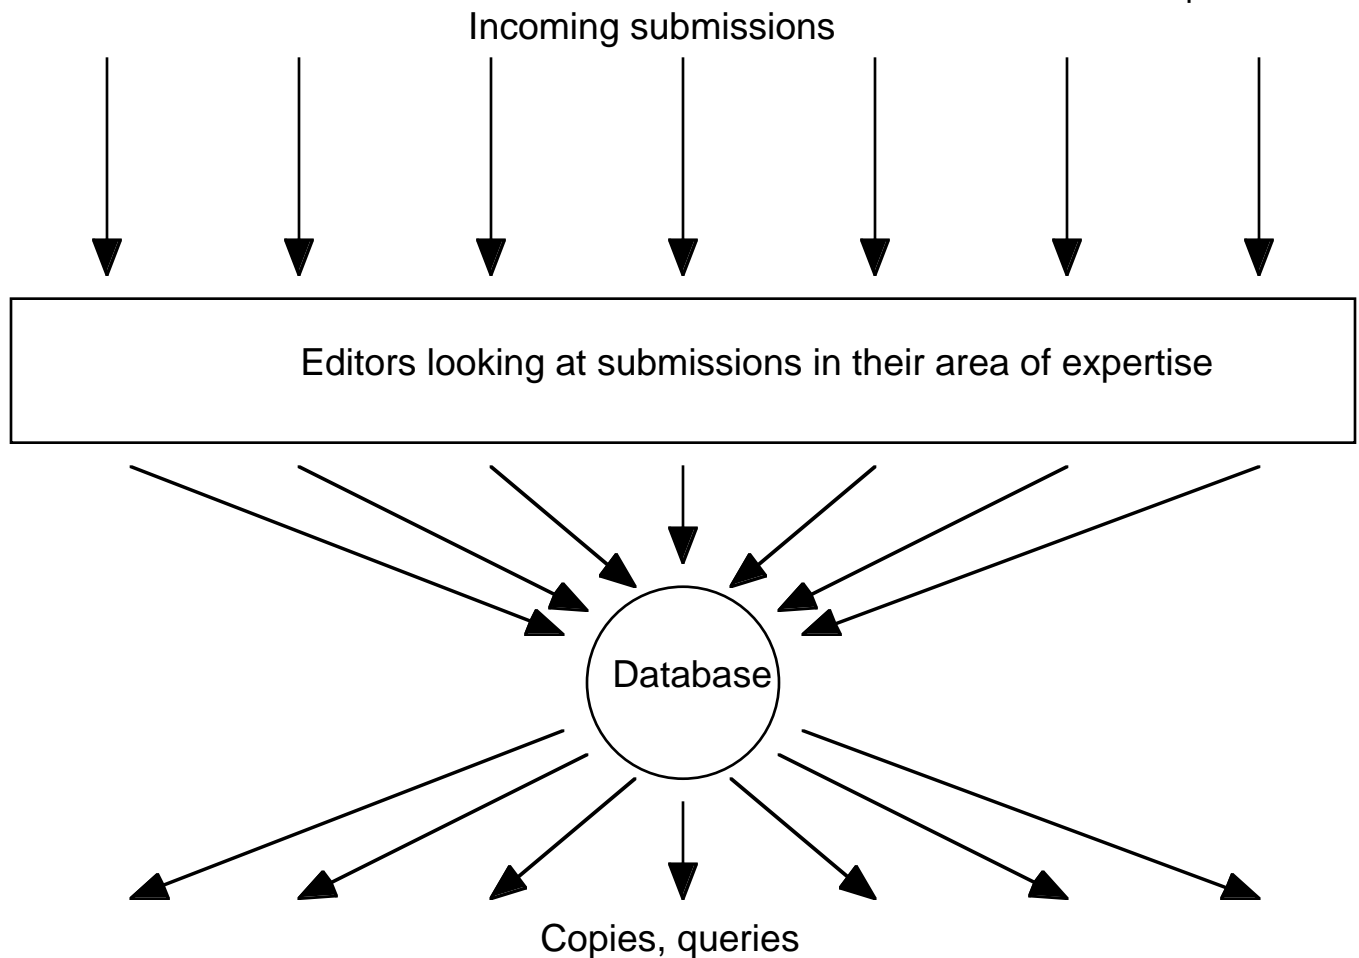 Incoming submissions
Editors looking at submissions in their area of expertise
Database
Copies, queries